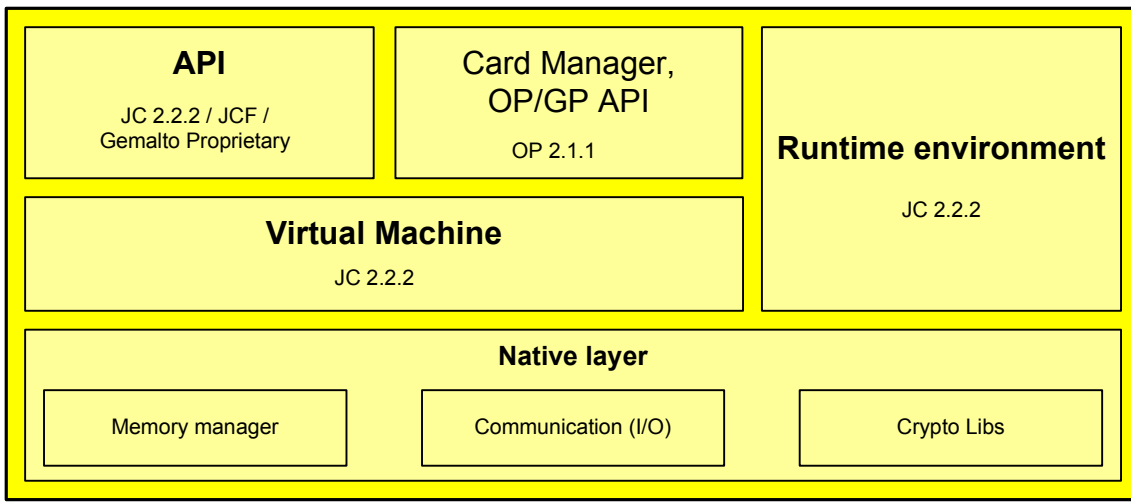 API
JC 2.2.2 / JCF /
Gemalto Proprietary
Card Manager,
OP/GP API
OP 2.1.1
Runtime environment
JC 2.2.2
Virtual Machine
JC 2.2.2
Native layer
Memory manager
Communication (I/O)
Crypto Libs